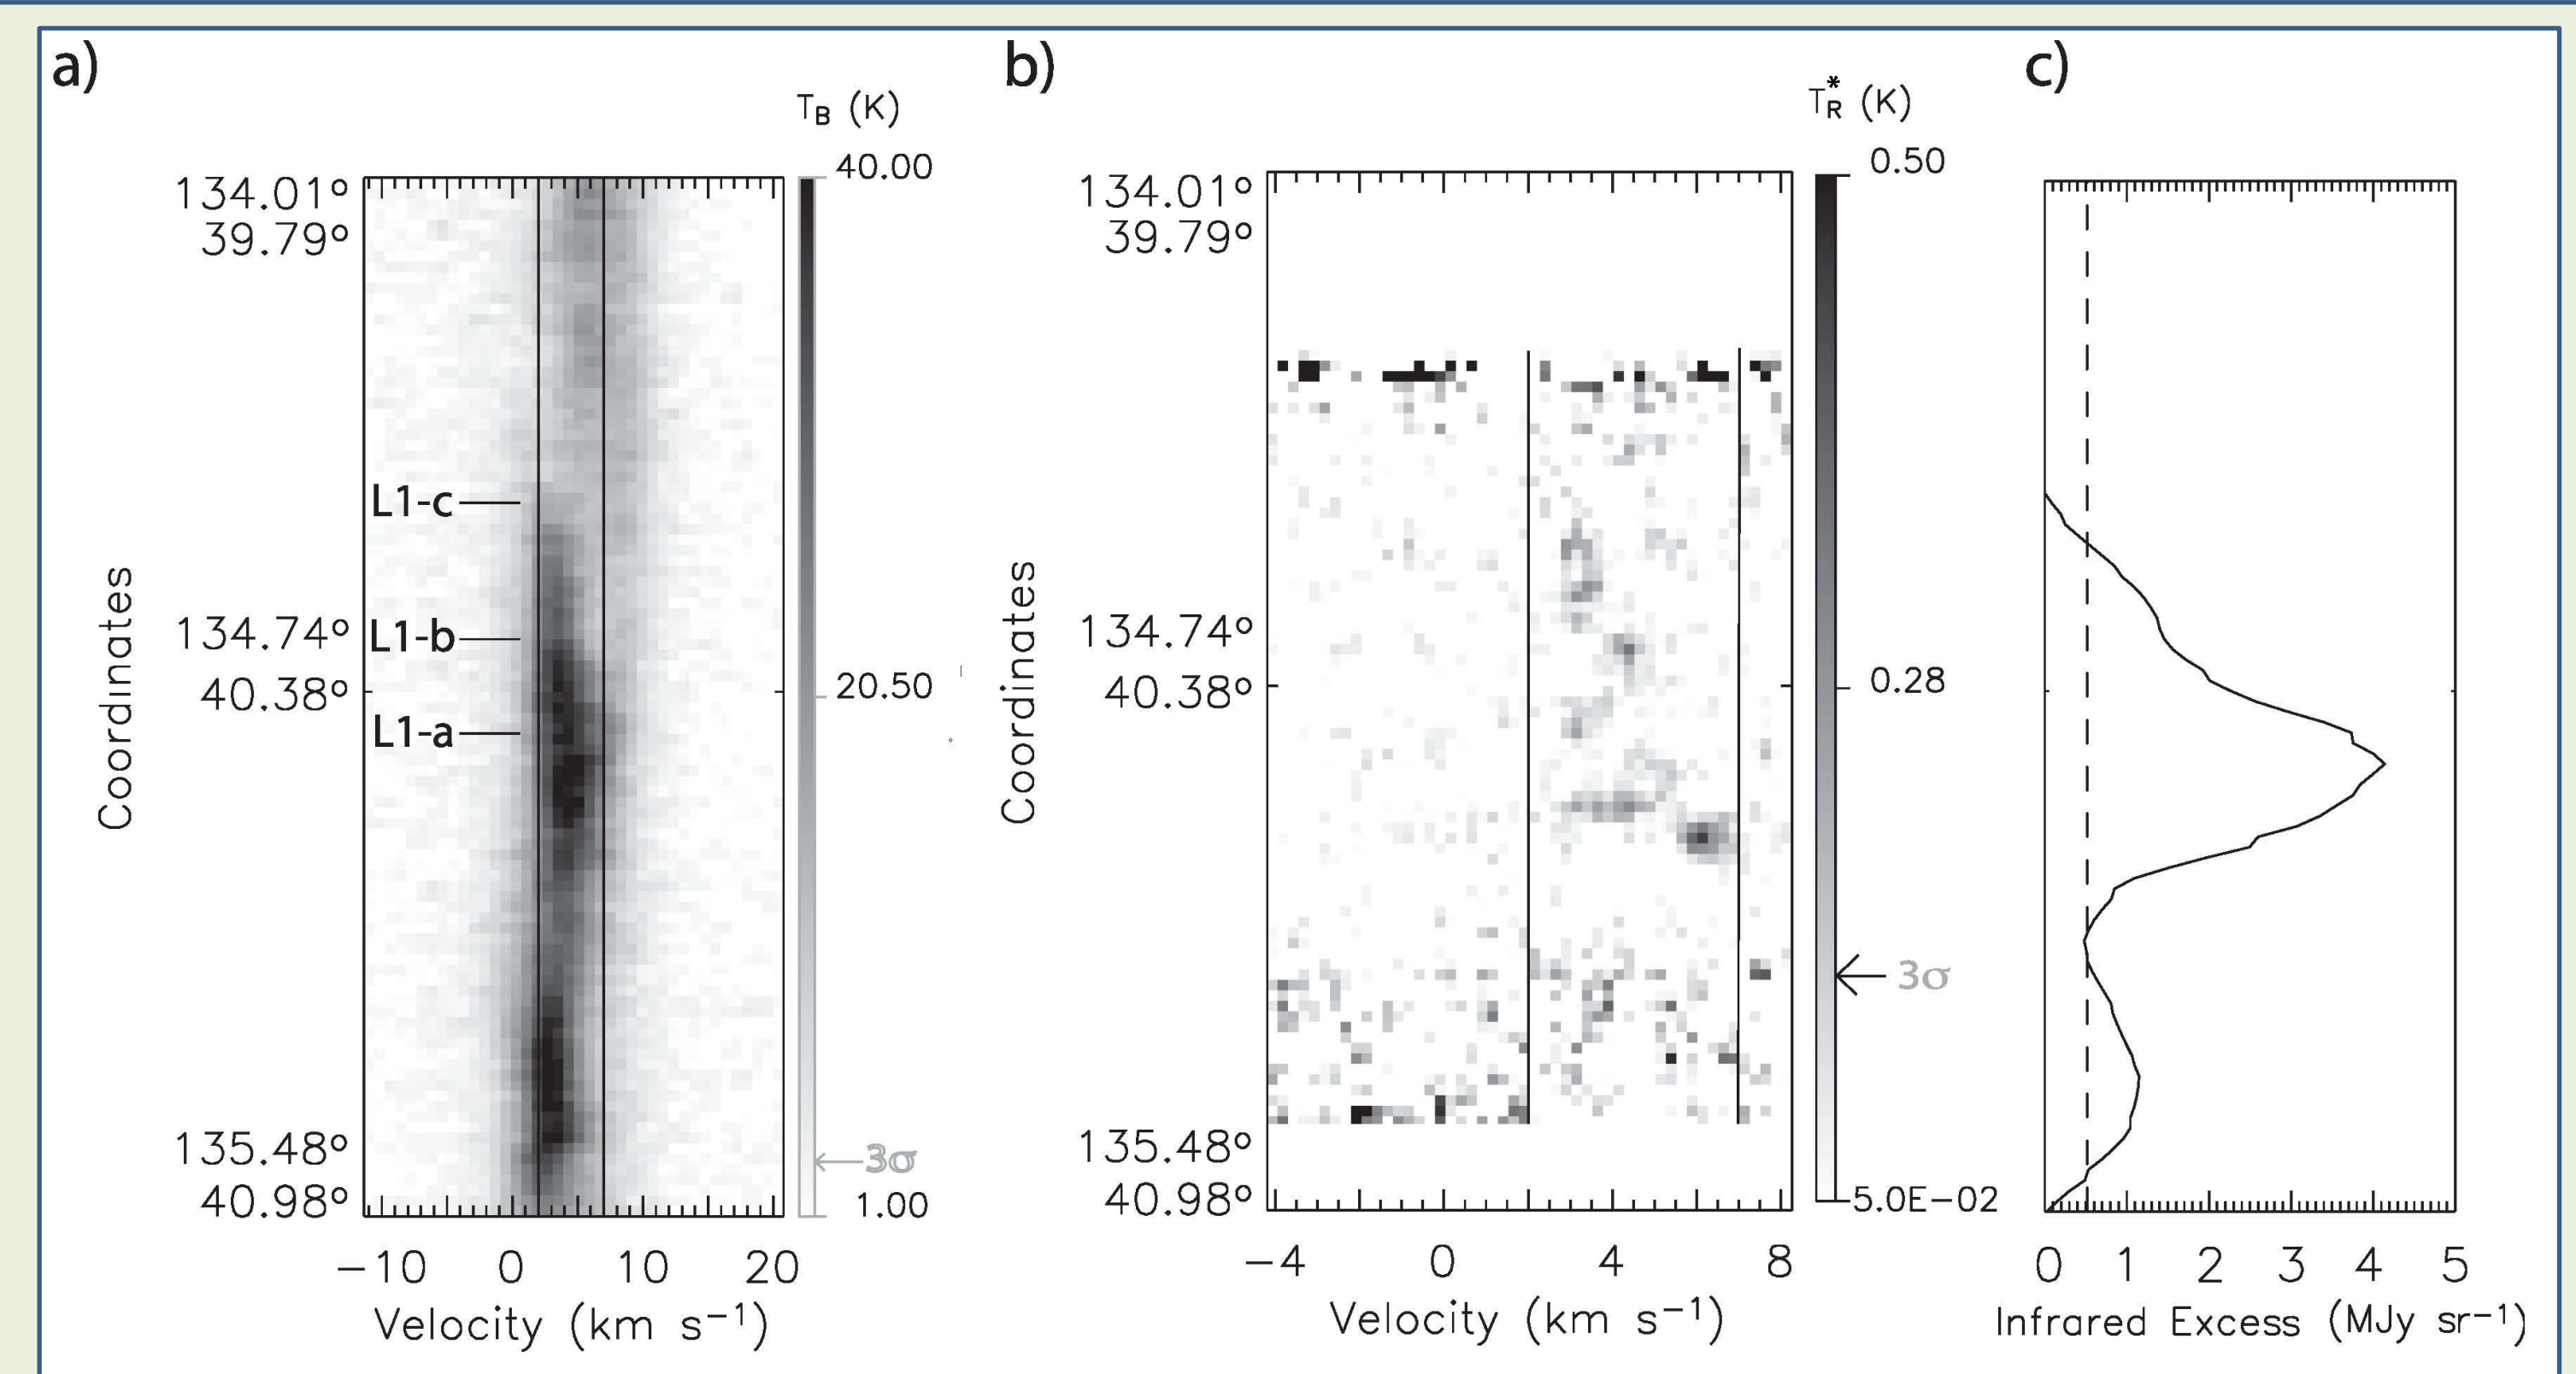 a)
T_B (K)
40.00
134.01°
39.79°
L1-c
134.74°
L1-b
20.50
40.38°
L1-a
Coordinates
135.48°
3σ
40.98°
1.00
−10 0 10 20
Velocity (km s⁻¹)
b)
T*_R (K)
0.50
134.01°
39.79°
134.74°
0.28
40.38°
Coordinates
3σ
135.48°
40.98°
5.0E−02
−4 0 4 8
Velocity (km s⁻¹)
c)
0 1 2 3 4 5
Infrared Excess (MJy sr⁻¹)